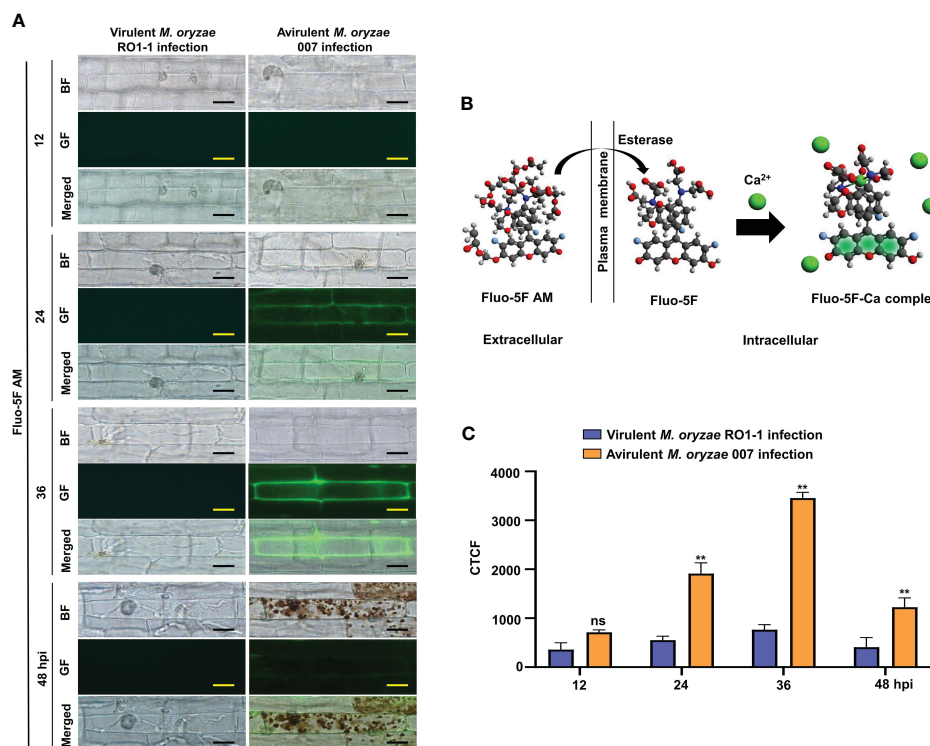 A
Virulent M. oryzae
RO1-1 infection
Avirulent M. oryzae
007 infection
Fluo-5F AM
12
BF
GF
Merged
24
BF
GF
Merged
36
BF
GF
Merged
48 hpi
BF
GF
Merged
B
Esterase
Plasma membrane
Ca²⁺
Fluo-5F AM
Fluo-5F
Fluo-5F-Ca comple
Extracellular
Intracellular
C
Virulent M. oryzae RO1-1 infection
Avirulent M. oryzae 007 infection
CTCF
4000
3000
2000
1000
0
ns
**
**
**
12
24
36
48 hpi